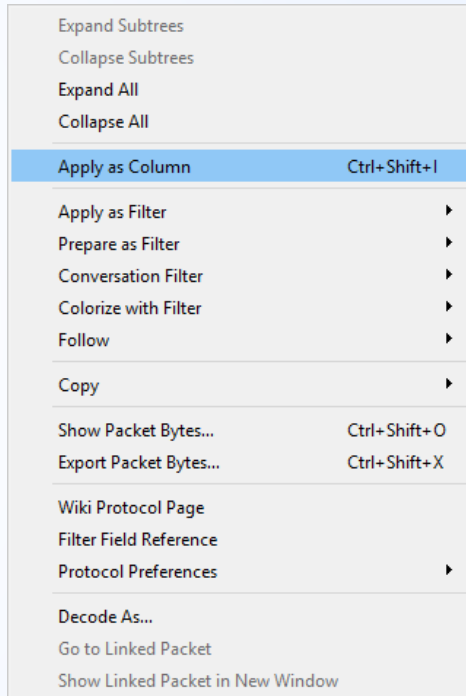 Expand Subtrees
Collapse Subtrees
Expand All
Collapse All
Apply as Column Ctrl+Shift+I
Apply as Filter
Prepare as Filter
Conversation Filter
Colorize with Filter
Follow
Copy
Show Packet Bytes... Ctrl+Shift+O
Export Packet Bytes... Ctrl+Shift+X
Wiki Protocol Page
Filter Field Reference
Protocol Preferences
Decode As...
Go to Linked Packet
Show Linked Packet in New Window